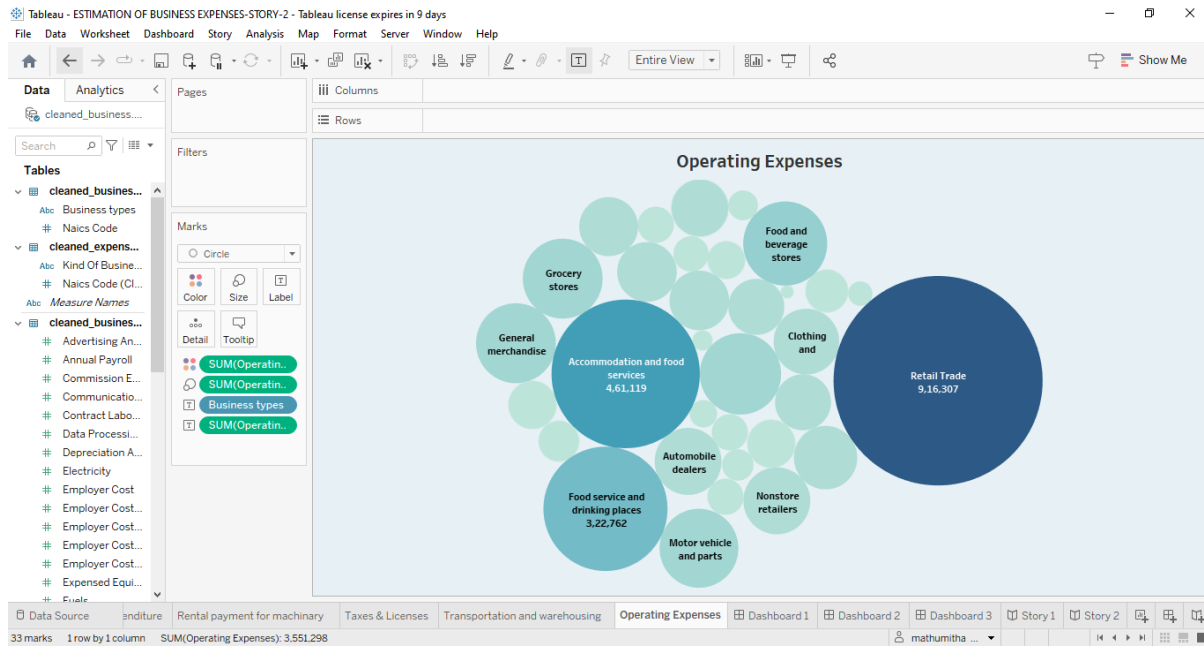 Tableau - ESTIMATION OF BUSINESS EXPENSES-STORY-2 - Tableau license expires in 9 days
File Data Worksheet Dashboard Story Analysis Map Format Server Window Help
Entire View
Show Me
Data Analytics
cleaned_business....
Search
Tables
cleaned_busines...
Abc Business types
# Naics Code
cleaned_expens...
Abc Kind Of Busine...
# Naics Code (Cl...
Abc Measure Names
cleaned_busines...
# Advertising An...
# Annual Payroll
# Commission E...
# Communicatio...
# Contract Labo...
# Data Processi...
# Depreciation A...
# Electricity
# Employer Cost
# Employer Cost...
# Employer Cost...
# Employer Cost...
# Employer Cost...
# Expensed Equi...
# Fuels
Pages
Filters
Marks
Circle
Color Size Label
Detail Tooltip
SUM(Operatin..
SUM(Operatin..
Business types
SUM(Operatin..
Columns
Rows
Operating Expenses
Food and
beverage
stores
Grocery
stores
General
merchandise
Clothing
and
Accommodation and food
services
4,61,119
Retail Trade
9,16,307
Automobile
dealers
Food service and
drinking places
3,22,762
Nonstore
retailers
Motor vehicle
and parts
Data Source enditure Rental payment for machinary Taxes & Licenses Transportation and warehousing Operating Expenses Dashboard 1 Dashboard 2 Dashboard 3 Story 1 Story 2
33 marks 1 row by 1 column SUM(Operating Expenses): 3,551,298 mathumitha ...